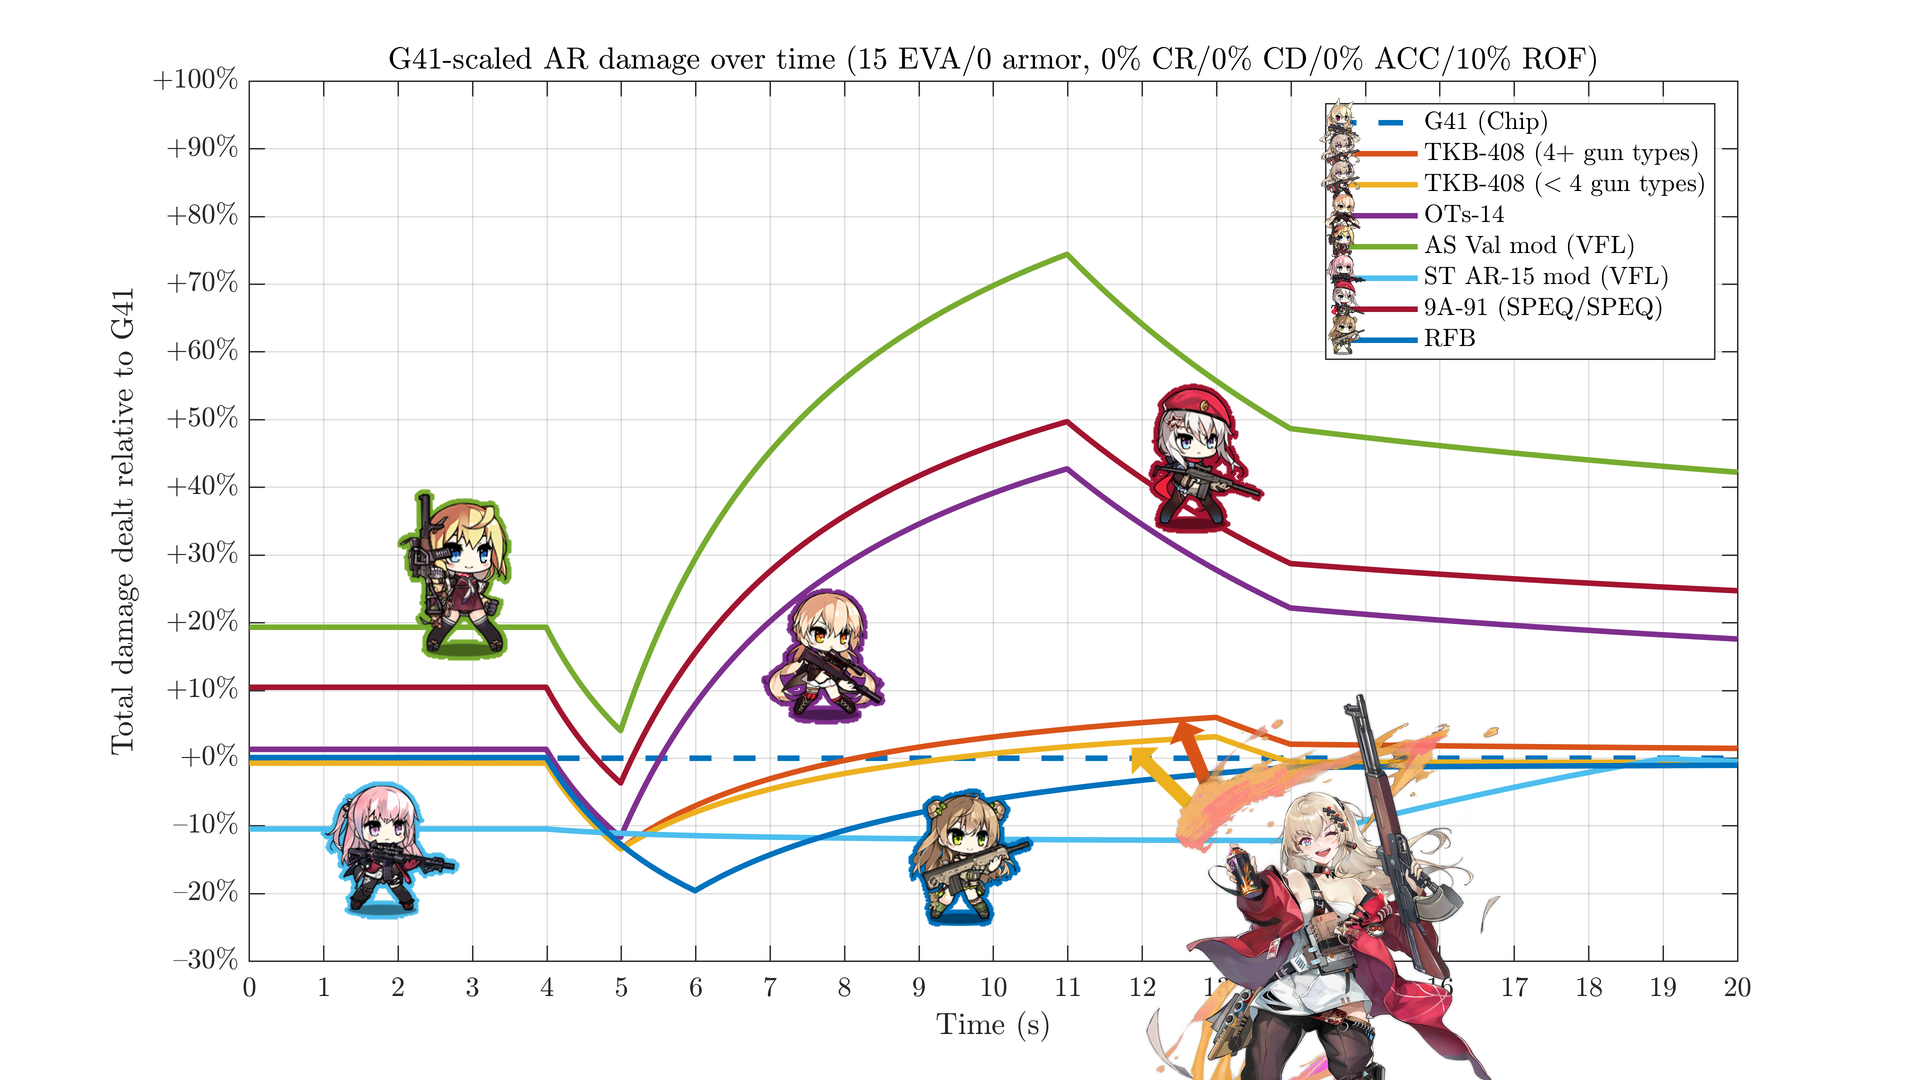 G41-scaled AR damage over time (15 EVA/0 armor, 0% CR/0% CD/0% ACC/10% ROF)
+100%
+90%
+80%
+70%
+60%
+50%
+40%
+30%
+20%
+10%
+0%
–10%
–20%
–30%
Total damage dealt relative to G41
G41 (Chip)
TKB-408 (4+ gun types)
TKB-408 (< 4 gun types)
OTs-14
AS Val mod (VFL)
ST AR-15 mod (VFL)
9A-91 (SPEQ/SPEQ)
RFB
0 1 2 3 4 5 6 7 8 9 10 11 12 13 16 17 18 19 20
Time (s)